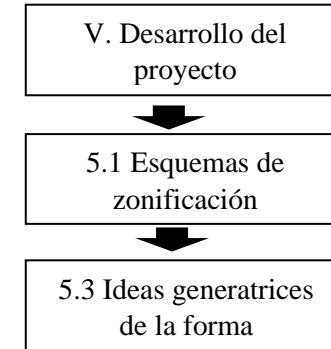 V. Desarrollo del
proyecto
5.1 Esquemas de
zonificación
5.3 Ideas generatrices
de la forma